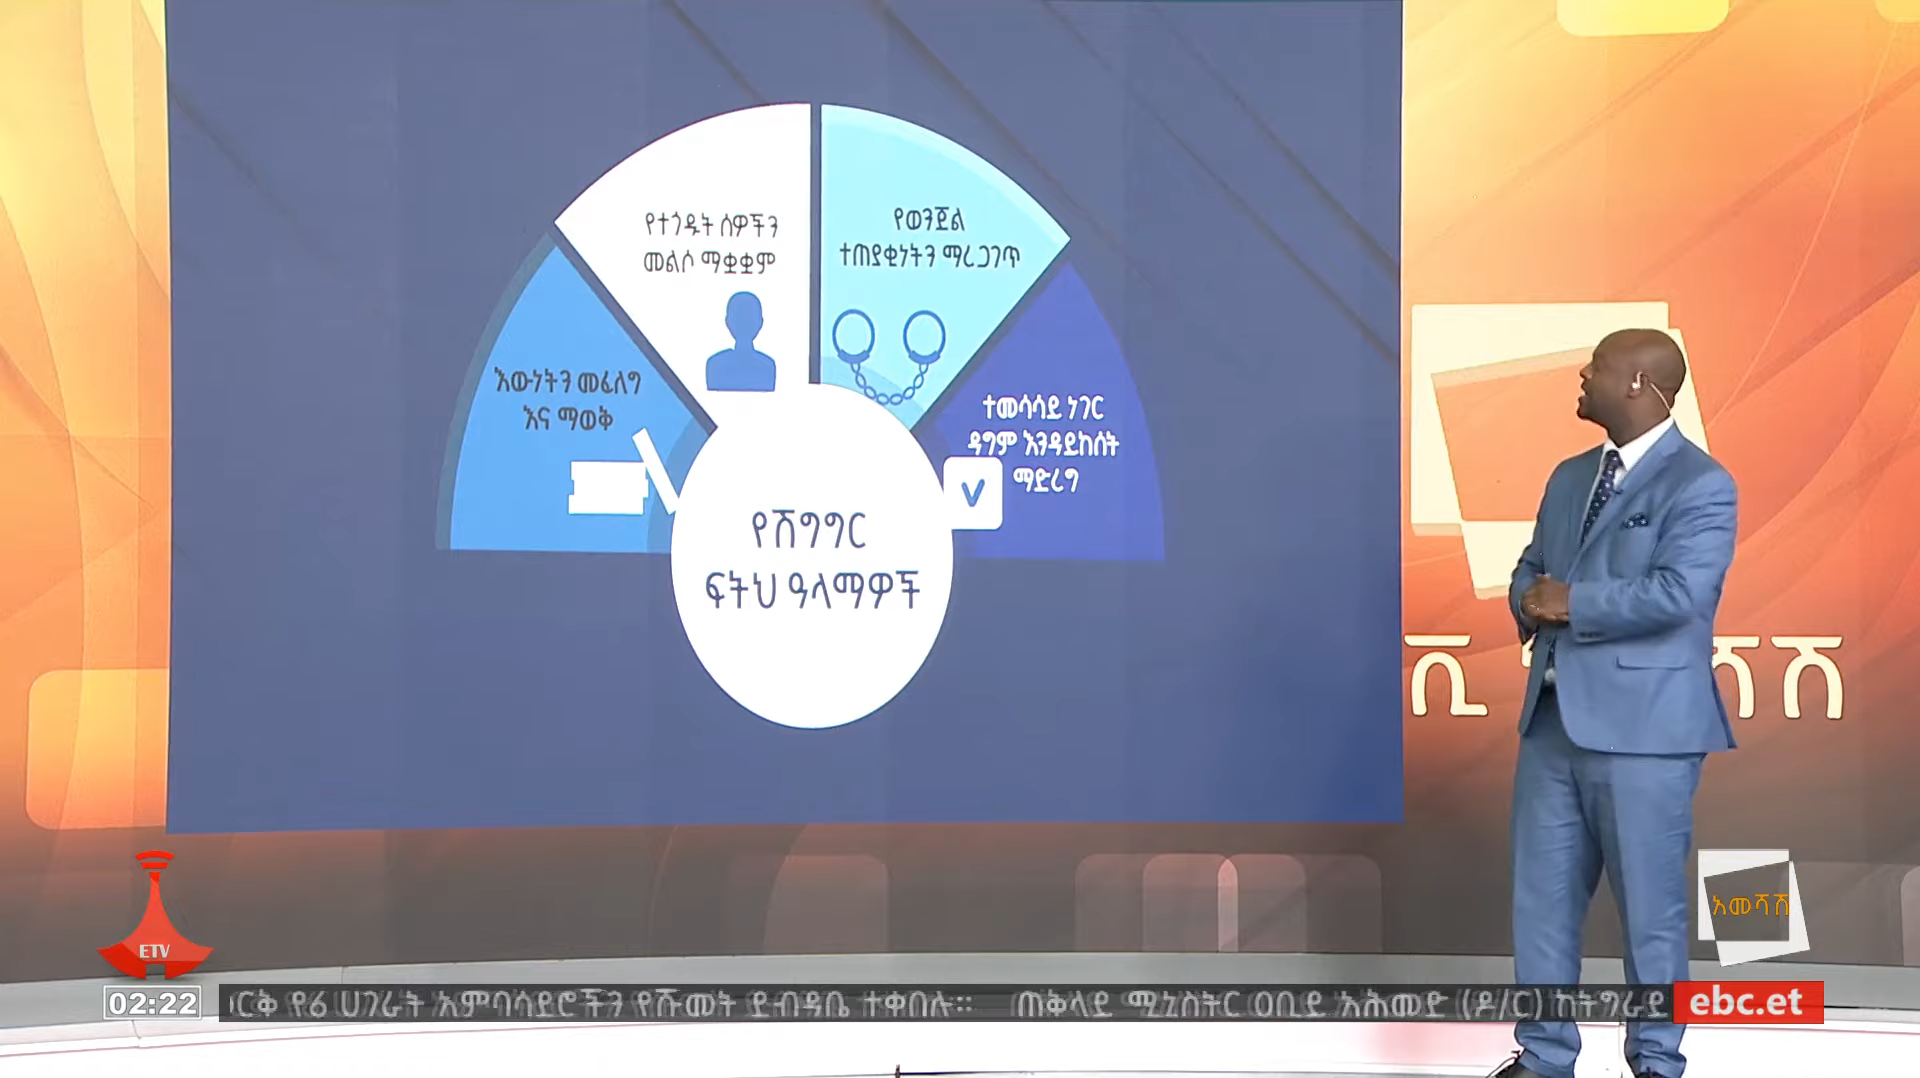 የተጎዱት ሰዎችን
መልሶ ማቋቋም
የወንጀል
ተጠያቂነትን ማረጋገጥ
እውነትን መፈለግ
እና ማወቅ
ተመሳሳይ ነገር
ዳግም እንዳይከሰት
ማድረግ
የሽግግር
ፍትህ ዓላማዎች
አመሻሽ
ETV
02:22
የ6 ሀገራት አምባሳደሮችን የሹመት ደብዳቤ ተቀበሉ። ጠቅላይ ሚኒስትር ዐቢይ አሕመድ (ዶ/ር) ከትግራይ
ebc.et